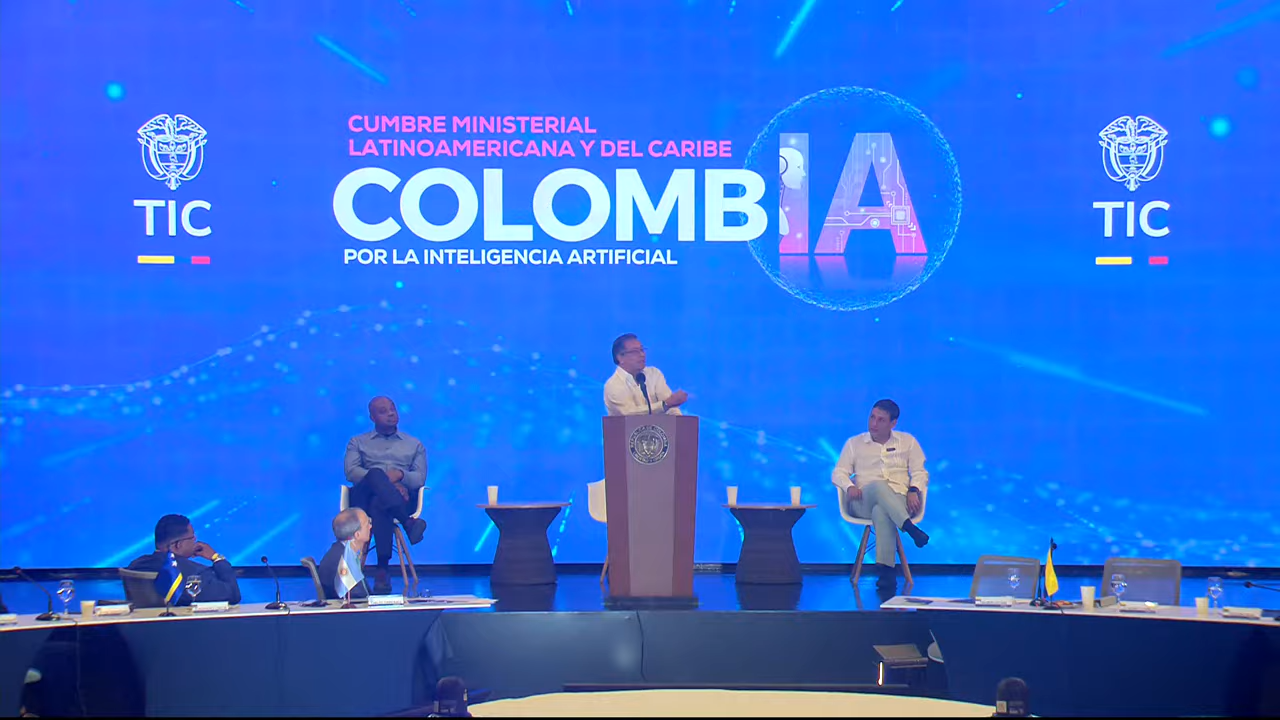 CUMBRE MINISTERIAL
LATINOAMERICANA Y DEL CARIBE
COLOMBIA
POR LA INTELIGENCIA ARTIFICIAL
TIC
TIC